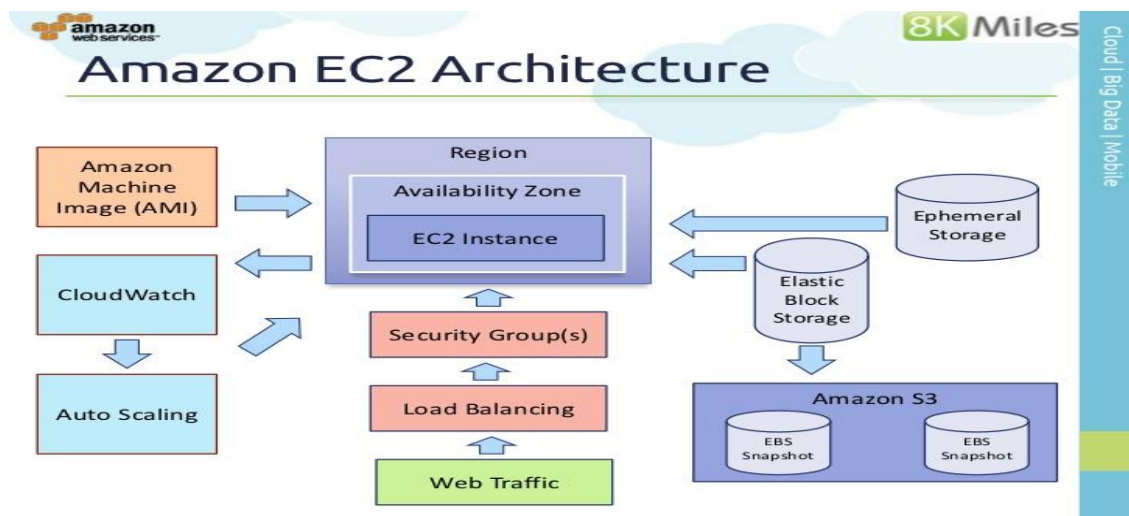 amazon
web services™
8K Miles
Amazon EC2 Architecture
Cloud | Big Data | Mobile
Amazon
Machine
Image (AMI)
Region
Availability Zone
EC2 Instance
Ephemeral
Storage
CloudWatch
Elastic
Block
Storage
Security Group(s)
Auto Scaling
Load Balancing
Amazon S3
EBS
Snapshot
EBS
Snapshot
Web Traffic